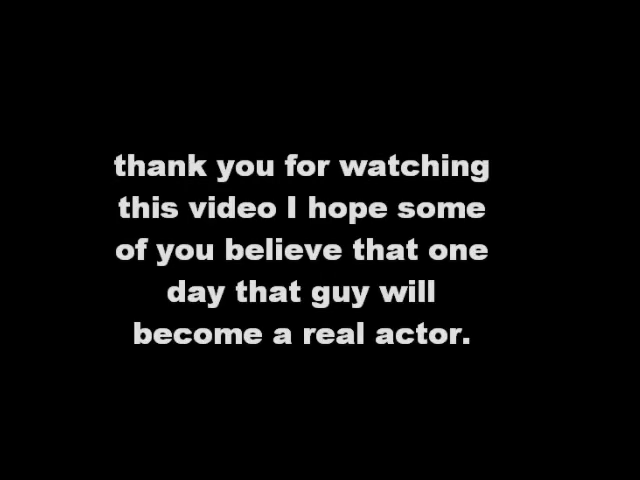 thank you for watching
this video I hope some
of you believe that one
day that guy will
become a real actor.